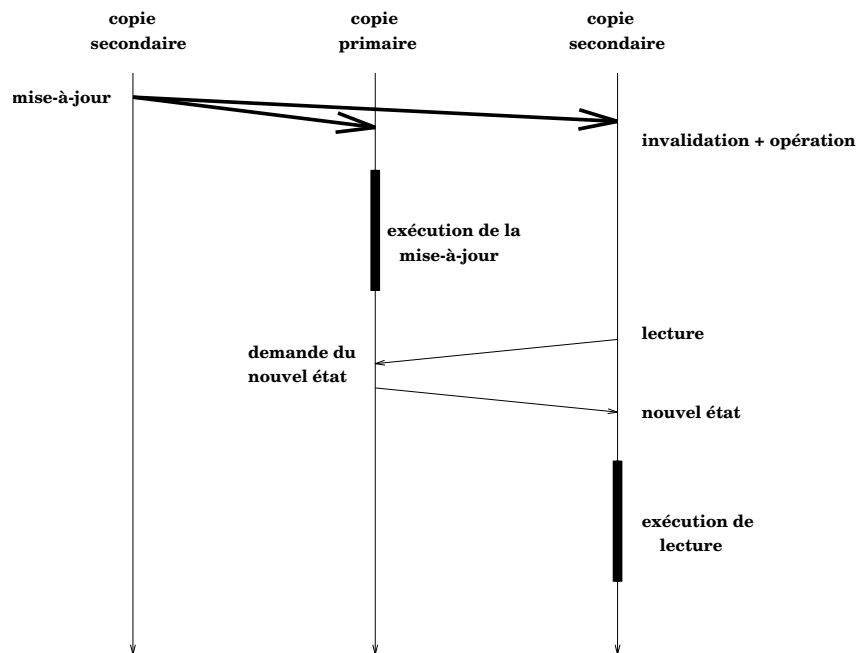 copie
secondaire
copie
primaire
copie
secondaire
mise-à-jour
invalidation + opération
exécution de la
mise-à-jour
lecture
demande du
nouvel état
nouvel état
exécution de
lecture